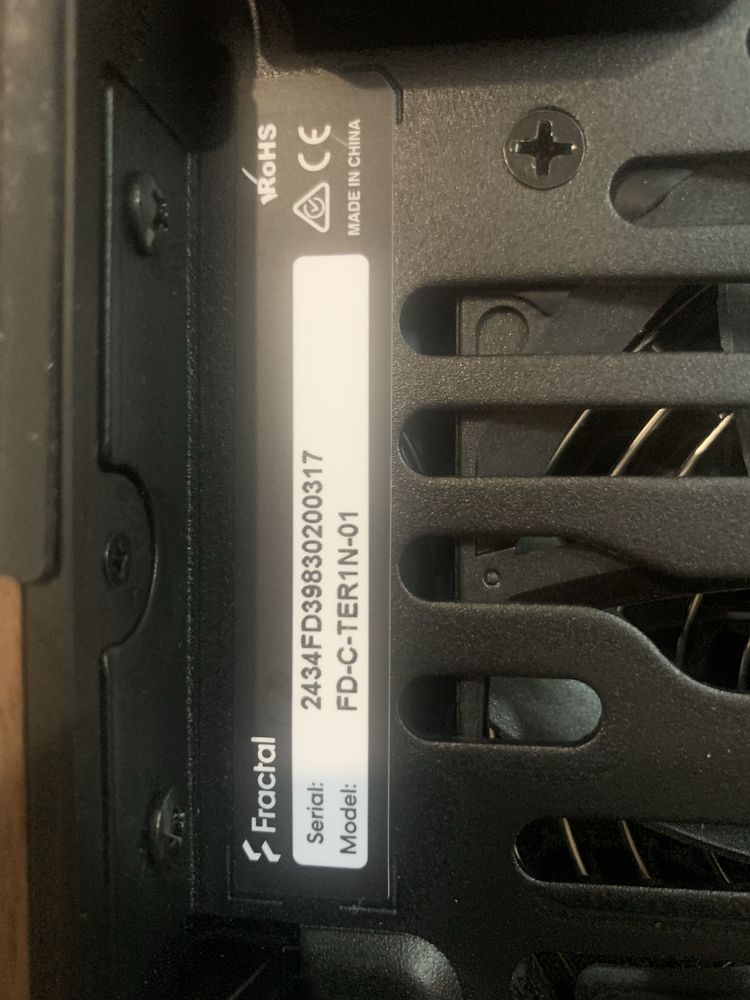 Fractal
Serial: 2434FD39830200317
Model: FD-C-TER1N-01
RoHS
CE
MADE IN CHINA